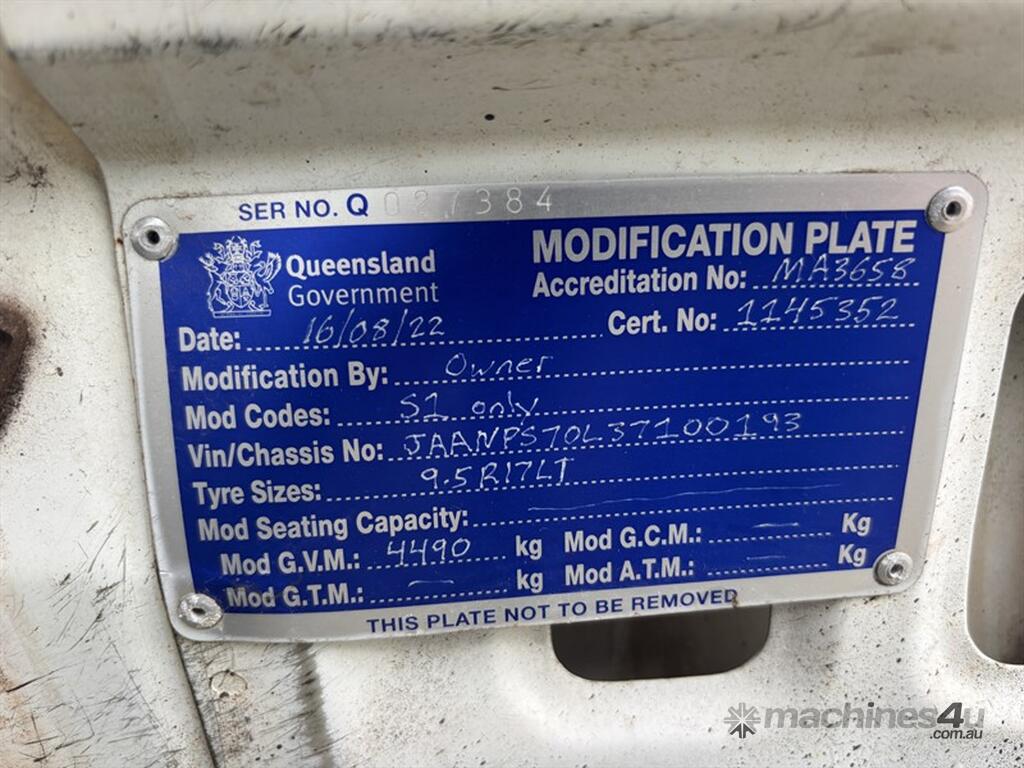 SER NO. Q 027384
Queensland
Government
MODIFICATION PLATE
Accreditation No: MA3658
Date: 16/08/22
Cert. No: 1145352
Modification By: Owner
Mod Codes: S1 only
Vin/Chassis No: JAANPS70L37100193
Tyre Sizes: 9.5R17LT
Mod Seating Capacity:
Mod G.V.M.: 4490 kg Mod G.C.M.: — Kg
Mod G.T.M.: — kg Mod A.T.M.: — Kg
THIS PLATE NOT TO BE REMOVED
machines4u
.com.au